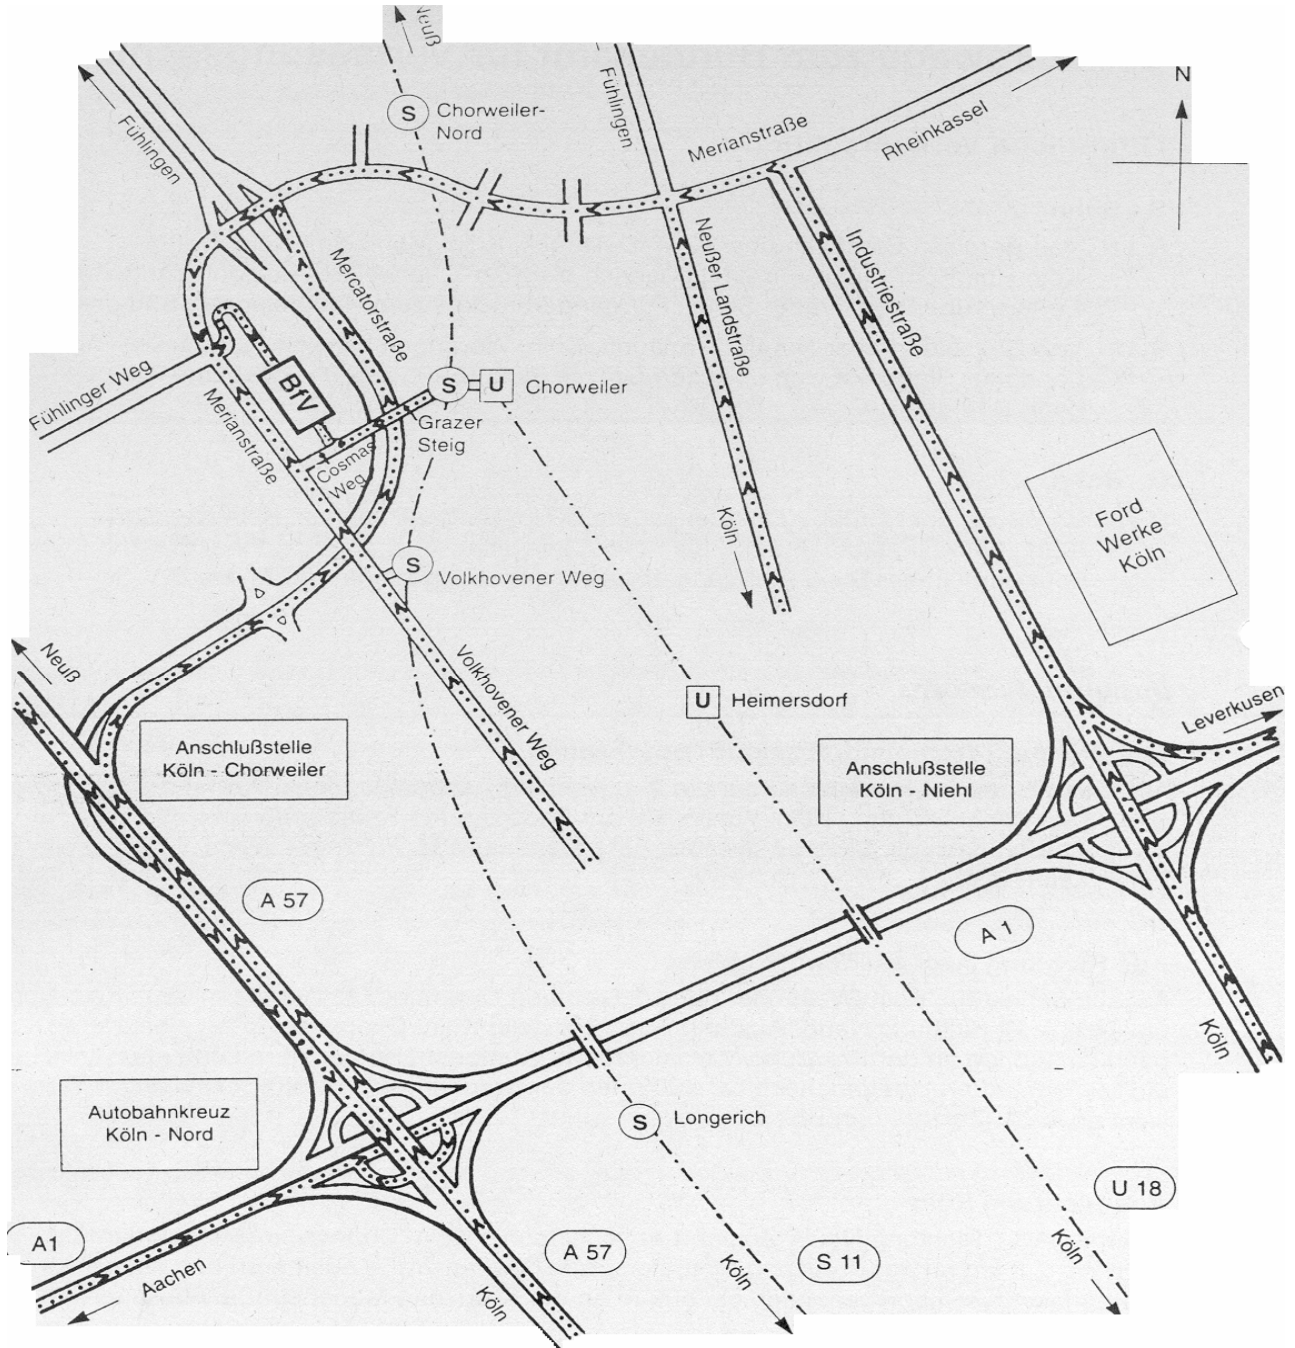 Neuß
N
S
Chorweiler-
Nord
Fühlingen
Fühlingen
Merianstraße
Rheinkassel
Mercatorstraße
Neußer Landstraße
Industriestraße
Fühlinger Weg
BfV
Merianstraße
S
U
Chorweiler
Grazer
Steig
Cosmas
Weg
Köln
Ford
Werke
Köln
S
Volkhovener Weg
Neuß
Volkhovener Weg
U
Heimersdorf
Leverkusen
Anschlußstelle
Köln - Chorweiler
Anschlußstelle
Köln - Niehl
A 57
A 1
Köln
Autobahnkreuz
Köln - Nord
S
Longerich
U 18
A1
Aachen
Köln
A 57
Köln
S 11
Köln